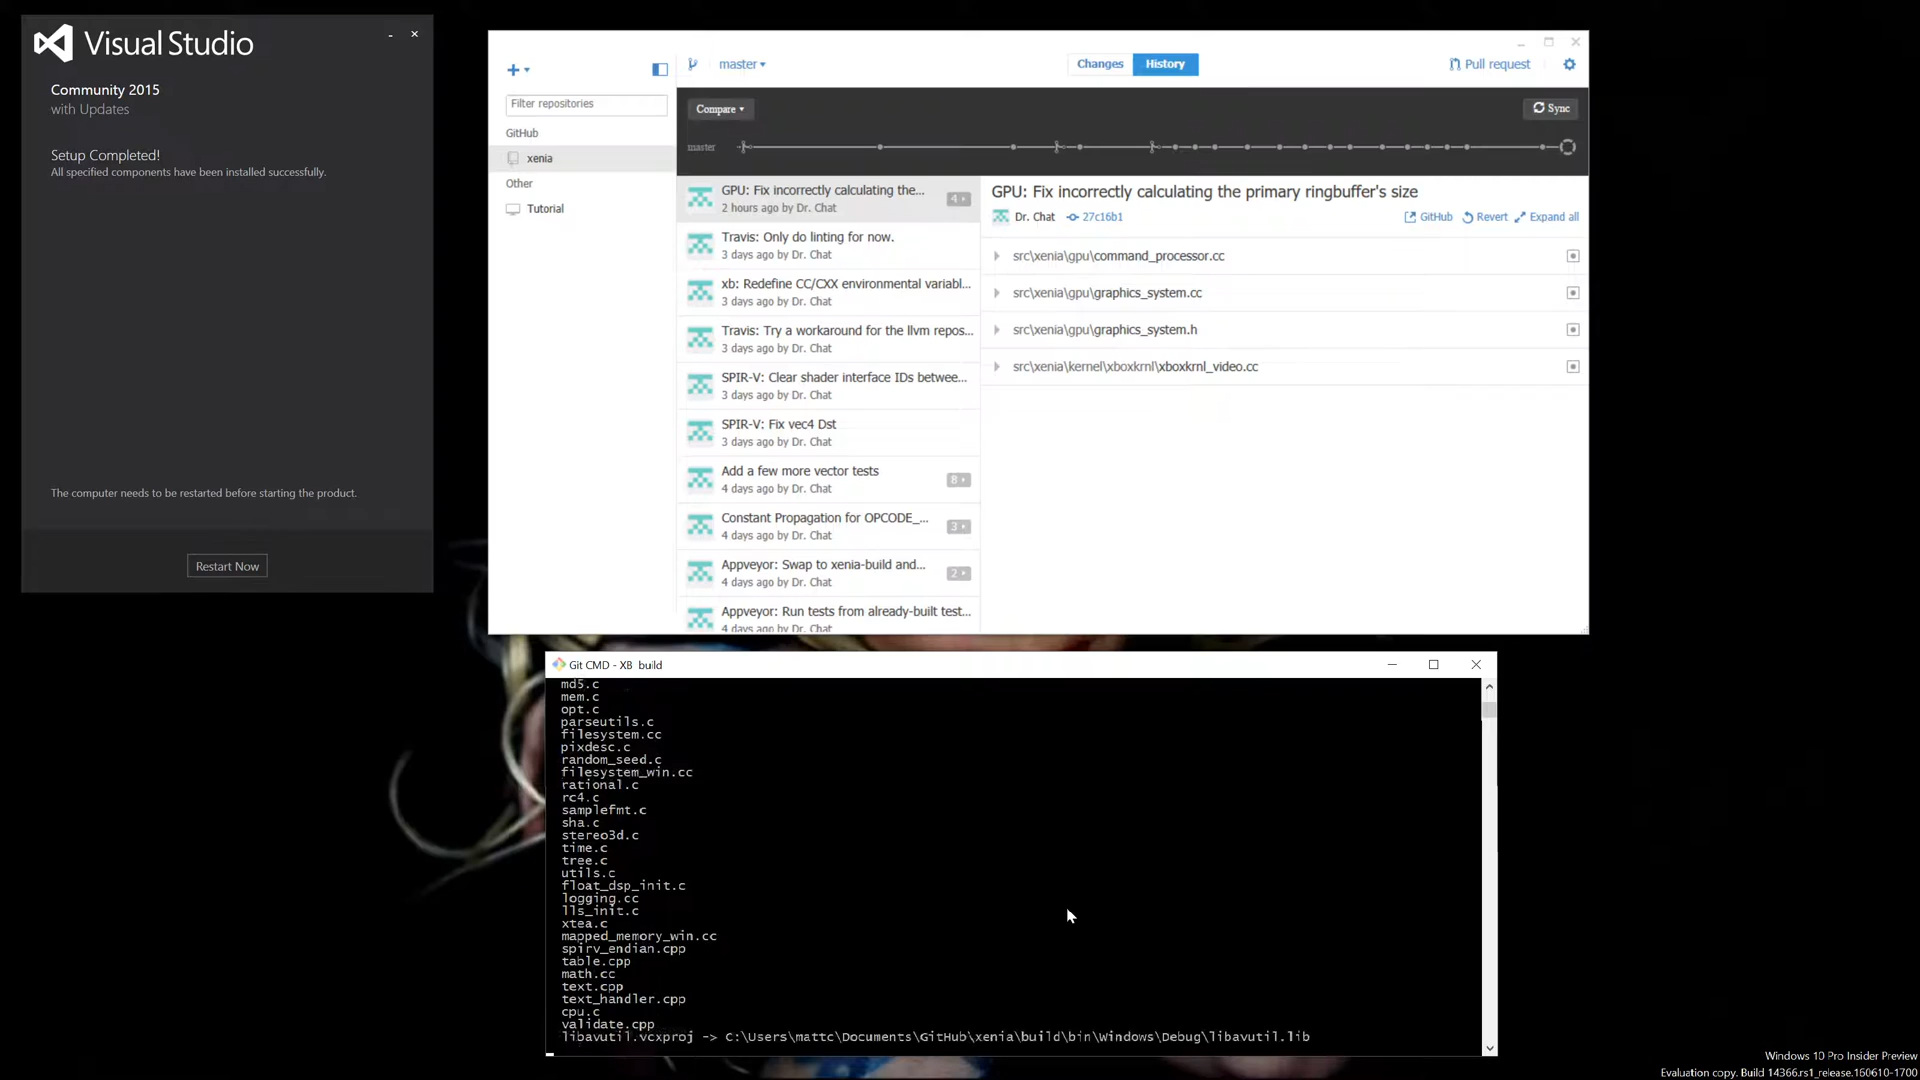 Visual Studio
Community 2015
with Updates
Setup Completed!
All specified components have been installed successfully.
The computer needs to be restarted before starting the product.
Restart Now
master
Changes
History
Pull request
Filter repositories
GitHub
xenia
Other
Tutorial
Compare
Sync
master
GPU: Fix incorrectly calculating the...
2 hours ago by Dr. Chat
4
Travis: Only do linting for now.
3 days ago by Dr. Chat
xb: Redefine CC/CXX environmental variabl...
3 days ago by Dr. Chat
Travis: Try a workaround for the llvm repos...
3 days ago by Dr. Chat
SPIR-V: Clear shader interface IDs betwee...
3 days ago by Dr. Chat
SPIR-V: Fix vec4 Dst
3 days ago by Dr. Chat
Add a few more vector tests
4 days ago by Dr. Chat
8
Constant Propagation for OPCODE_...
4 days ago by Dr. Chat
3
Appveyor: Swap to xenia-build and...
4 days ago by Dr. Chat
2
Appveyor: Run tests from already-built test...
4 days ago by Dr. Chat
GPU: Fix incorrectly calculating the primary ringbuffer's size
Dr. Chat
27c16b1
GitHub
Revert
Expand all
src\xenia\gpu\command_processor.cc
src\xenia\gpu\graphics_system.cc
src\xenia\gpu\graphics_system.h
src\xenia\kernel\xboxkrnl\xboxkrnl_video.cc
Git CMD - XB  build
md5.c
mem.c
opt.c
parseutils.c
filesystem.cc
pixdesc.c
random_seed.c
filesystem_win.cc
rational.c
rc4.c
samplefmt.c
sha.c
stereo3d.c
time.c
tree.c
utils.c
float_dsp_init.c
logging.cc
lls_init.c
xtea.c
mapped_memory_win.cc
spirv_endian.cpp
table.cpp
math.cc
text.cpp
text_handler.cpp
cpu.c
validate.cpp
libavutil.vcxproj -> C:\Users\mattc\Documents\GitHub\xenia\build\bin\Windows\Debug\libavutil.lib
Windows 10 Pro Insider Preview
Evaluation copy. Build 14366.rs1_release.160610-1700